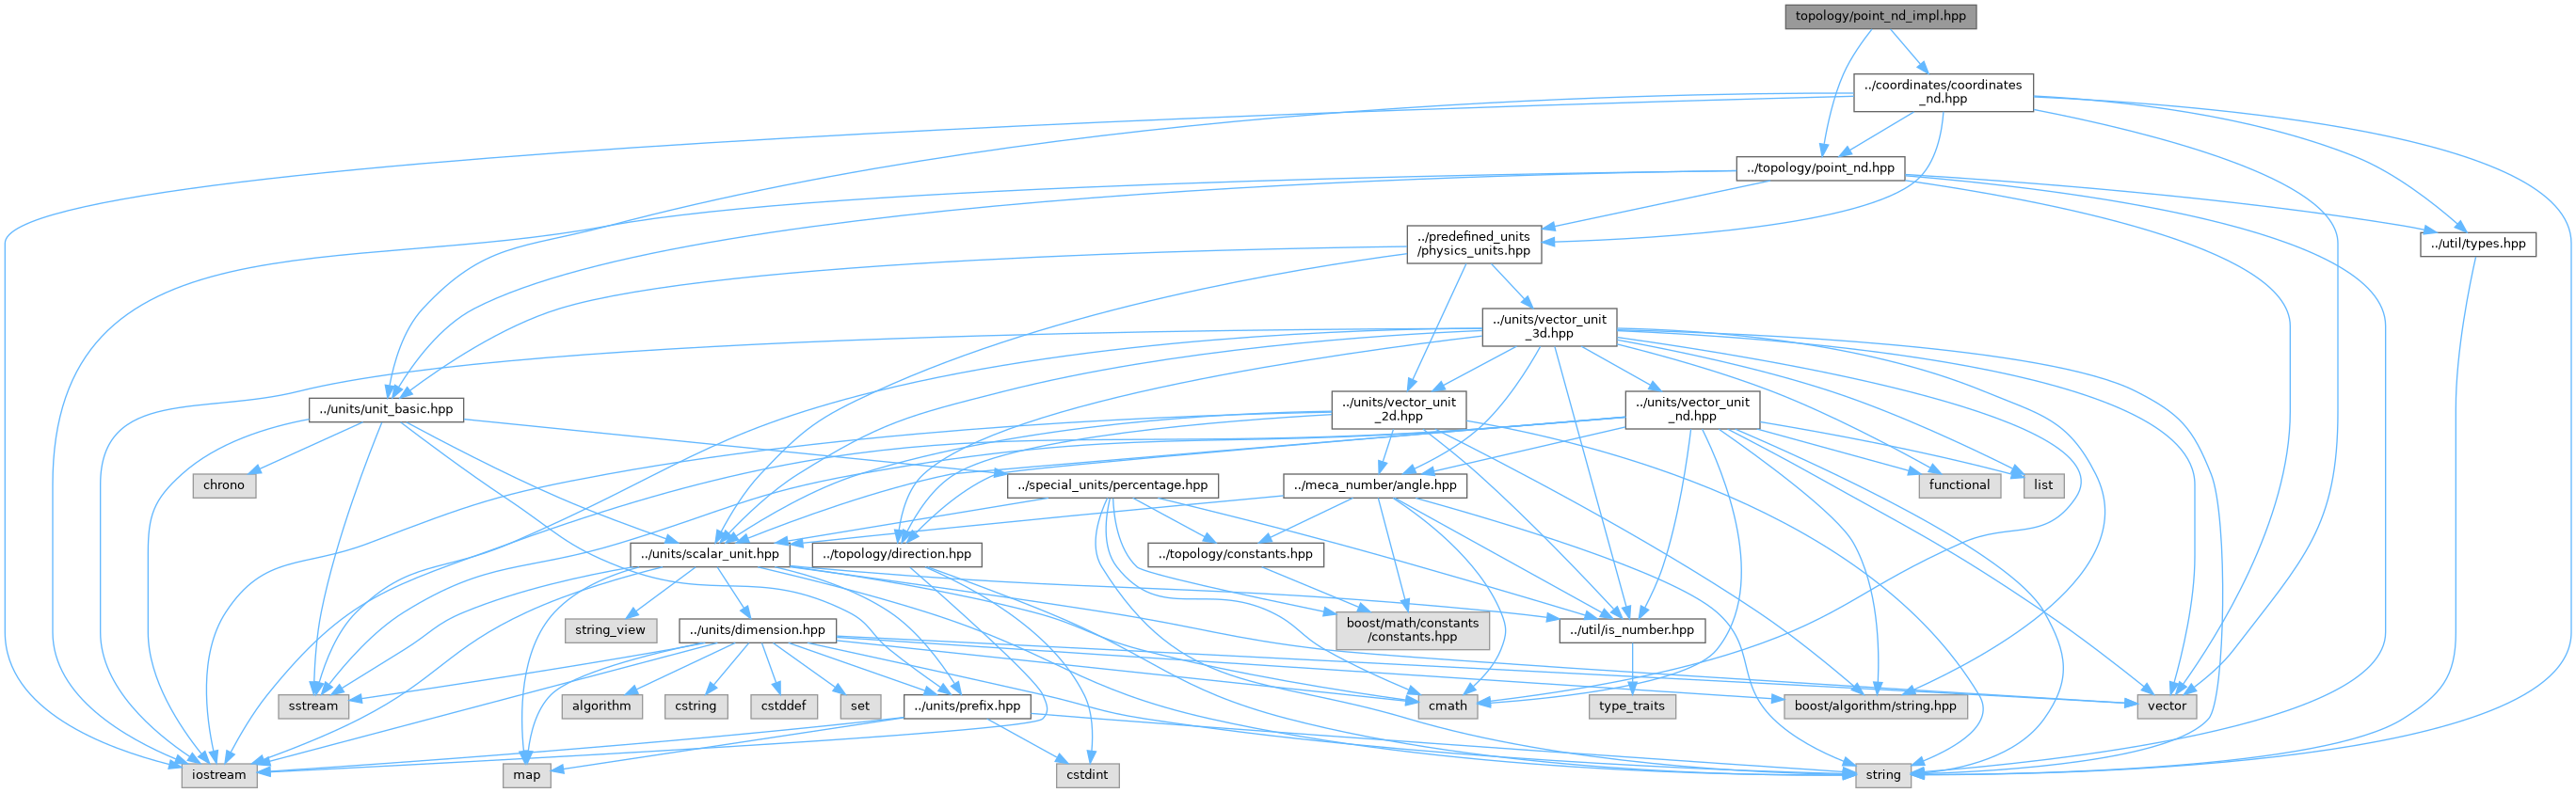 topology/point_nd_impl.hpp
../coordinates/coordinates
_nd.hpp
../topology/point_nd.hpp
../predefined_units
/physics_units.hpp
../util/types.hpp
../units/vector_unit
_3d.hpp
../units/unit_basic.hpp
../units/vector_unit
_2d.hpp
../units/vector_unit
_nd.hpp
chrono
../special_units/percentage.hpp
../meca_number/angle.hpp
functional
list
../units/scalar_unit.hpp
../topology/direction.hpp
../topology/constants.hpp
string_view
../units/dimension.hpp
boost/math/constants
/constants.hpp
../util/is_number.hpp
sstream
algorithm
cstring
cstddef
set
../units/prefix.hpp
cmath
type_traits
boost/algorithm/string.hpp
vector
iostream
map
cstdint
string